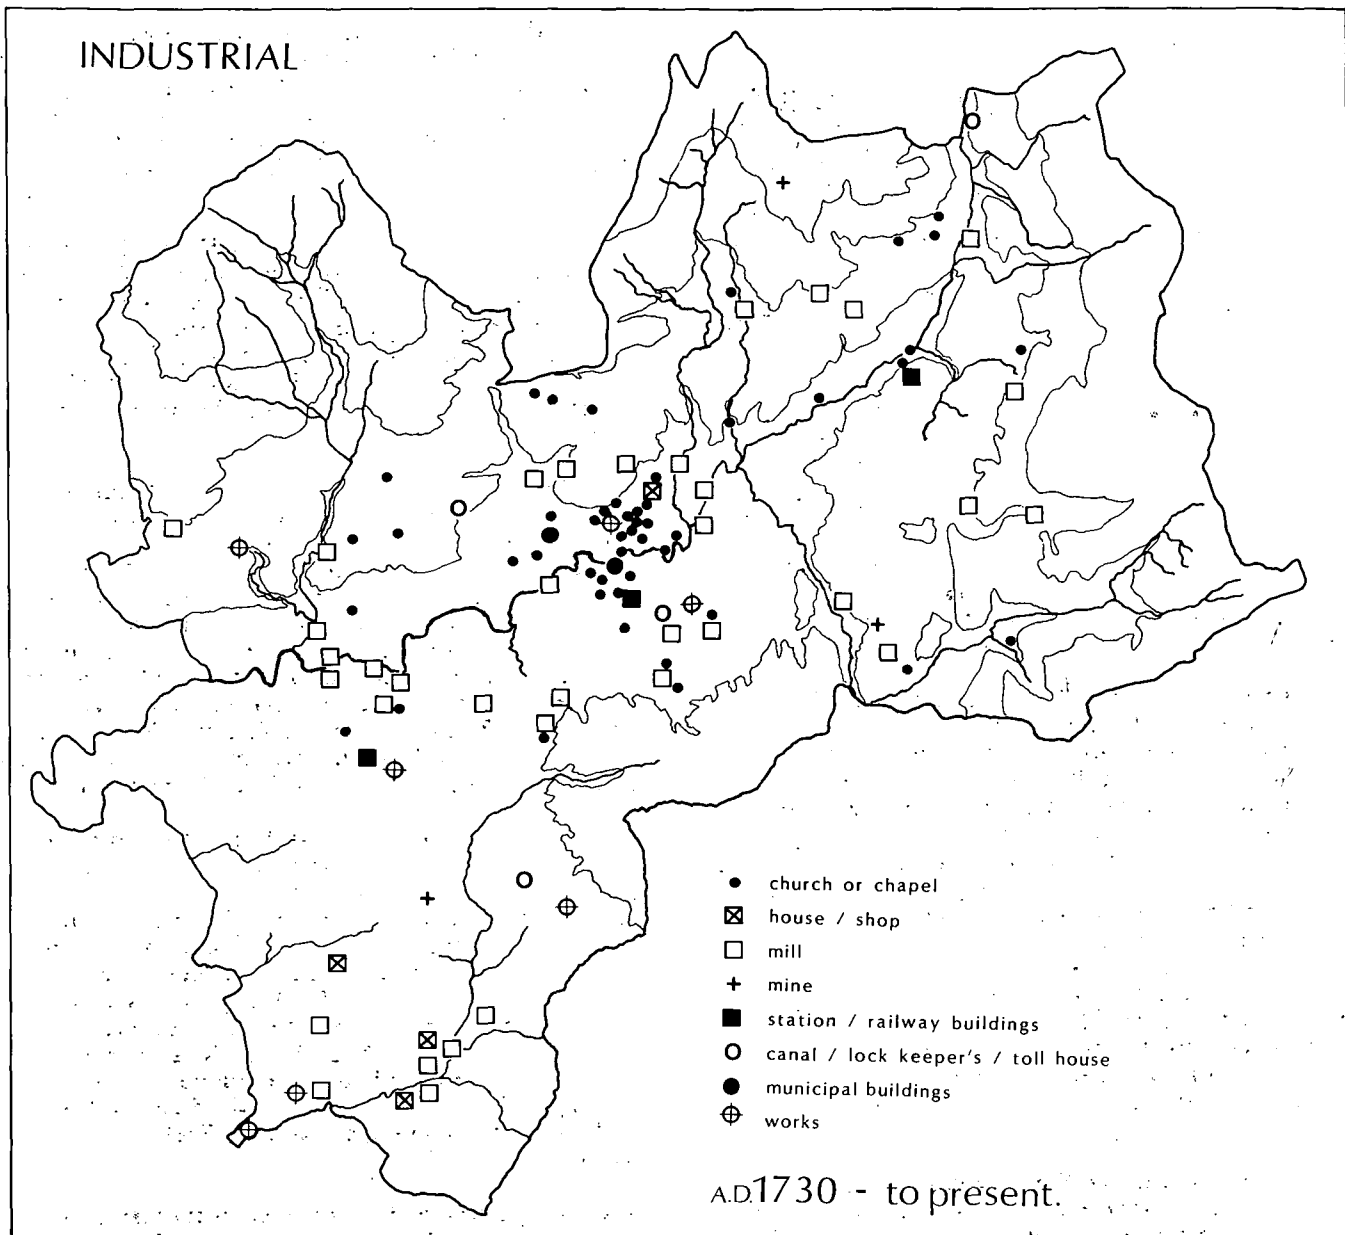 INDUSTRIAL
church or chapel
house / shop
mill
mine
station / railway buildings
canal / lock keeper's / toll house
municipal buildings
works
A.D.1730 - to present.